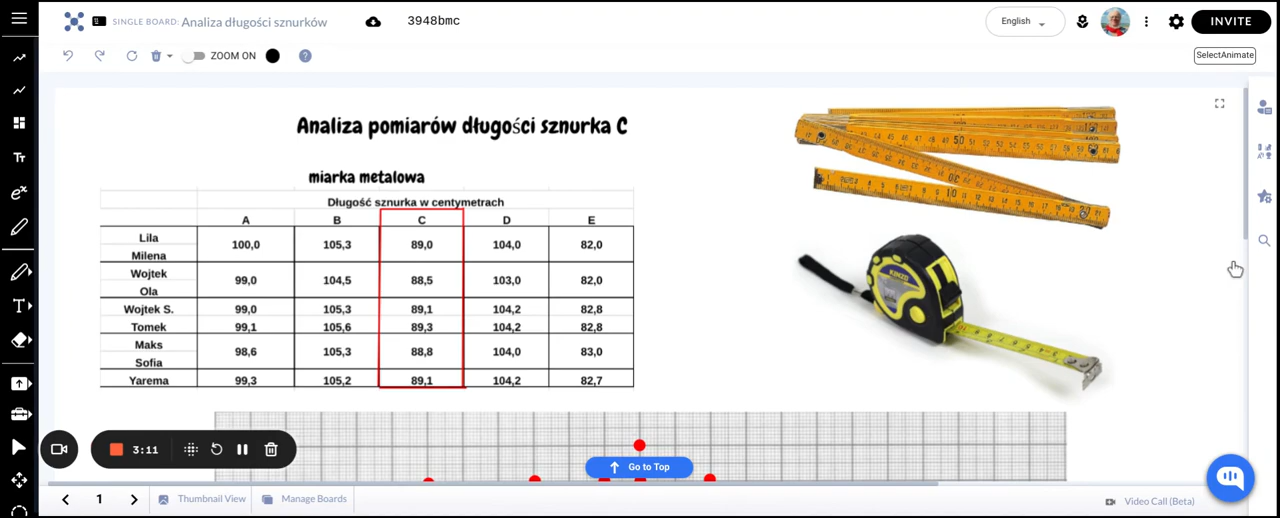 SINGLE BOARD: Analiza długości sznurków
3948bmc
English
INVITE
ZOOM ON
SelectAnimate
Analiza pomiarów długości sznurka C
miarka metalowa
Długość sznurka w centymetrach
A B C D E
Lila
Milena
100,0 105,3 89,0 104,0 82,0
Wojtek
Ola
99,0 104,5 88,5 103,0 82,0
Wojtek S. 99,0 105,3 89,1 104,2 82,8
Tomek 99,1 105,6 89,3 104,2 82,8
Maks
Sofia
98,6 105,3 88,8 104,0 83,0
Yarema 99,3 105,2 89,1 104,2 82,7
3:11
Go to Top
1
Thumbnail View
Manage Boards
Video Call (Beta)